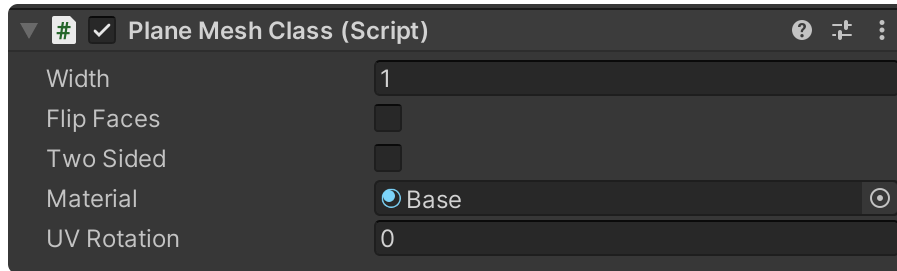 # Plane Mesh Class (Script)
Width 1
Flip Faces
Two Sided
Material Base
UV Rotation 0